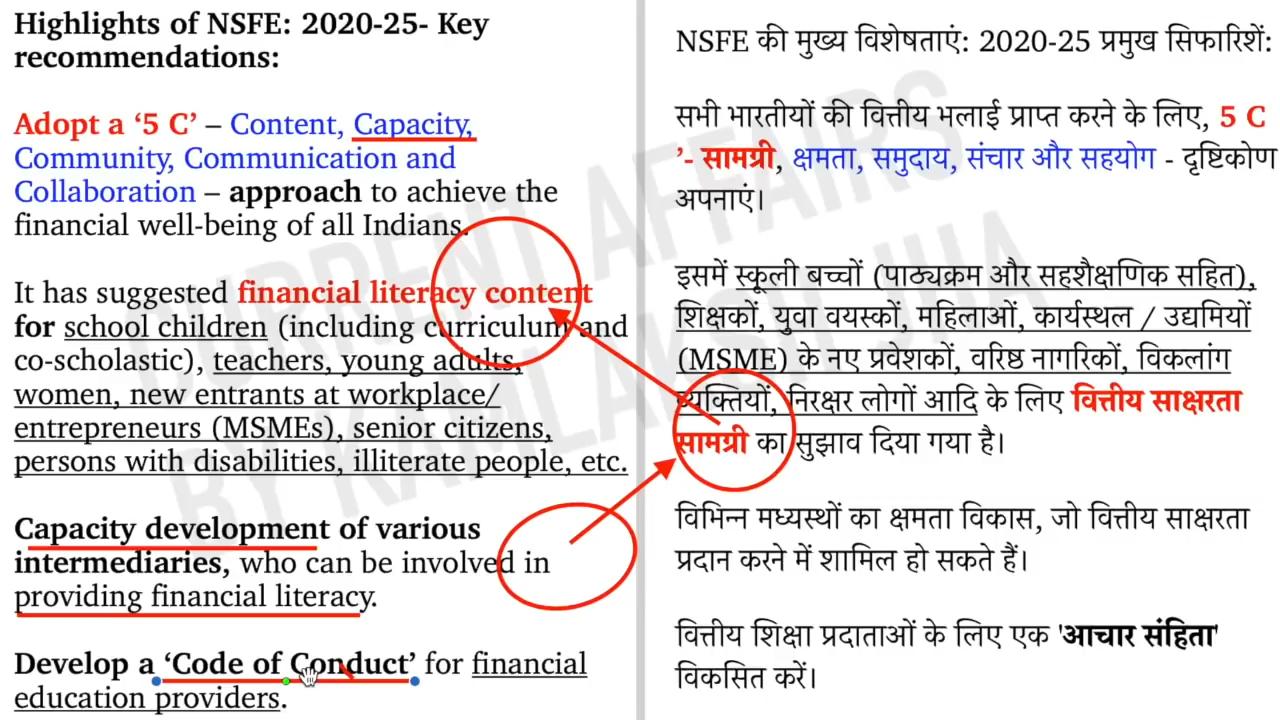 Highlights of NSFE: 2020-25- Key
recommendations:
Adopt a ‘5 C’ – Content, Capacity,
Community, Communication and
Collaboration – approach to achieve the
financial well-being of all Indians.
It has suggested financial literacy content
for school children (including curriculum and
co-scholastic), teachers, young adults,
women, new entrants at workplace/
entrepreneurs (MSMEs), senior citizens,
persons with disabilities, illiterate people, etc.
Capacity development of various
intermediaries, who can be involved in
providing financial literacy.
Develop a ‘Code of Conduct’ for financial
education providers.
NSFE की मुख्य विशेषताएं: 2020-25 प्रमुख सिफारिशें:
सभी भारतीयों की वित्तीय भलाई प्राप्त करने के लिए, 5 C
’- सामग्री, क्षमता, समुदाय, संचार और सहयोग - दृष्टिकोण
अपनाएं।
इसमें स्कूली बच्चों (पाठ्यक्रम और सहशैक्षणिक सहित),
शिक्षकों, युवा वयस्कों, महिलाओं, कार्यस्थल / उद्यमियों
(MSME) के नए प्रवेशकों, वरिष्ठ नागरिकों, विकलांग
व्यक्तियों, निरक्षर लोगों आदि के लिए वित्तीय साक्षरता
सामग्री का सुझाव दिया गया है।
विभिन्न मध्यस्थों का क्षमता विकास, जो वित्तीय साक्षरता
प्रदान करने में शामिल हो सकते हैं।
वित्तीय शिक्षा प्रदाताओं के लिए एक 'आचार संहिता'
विकसित करें।
CURRENT AFFAIRS
BY KAMLAKSH JHA